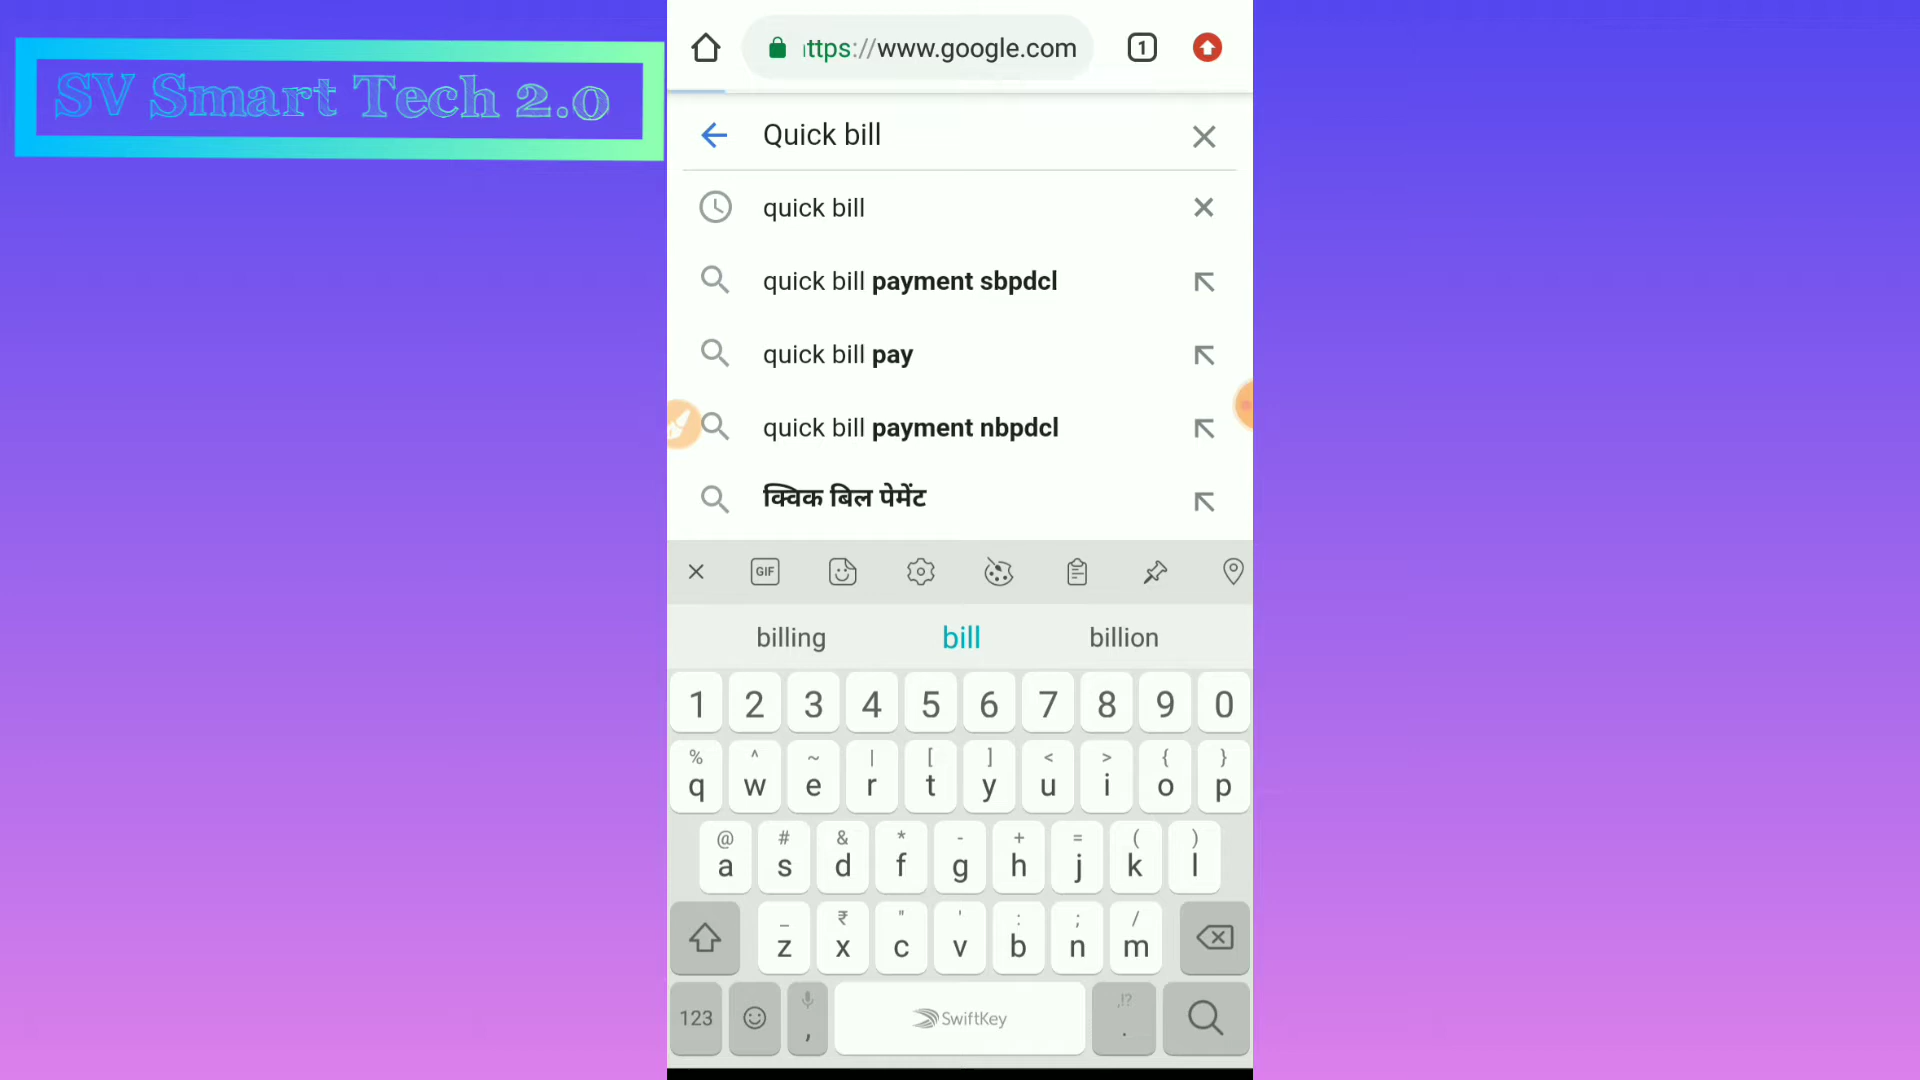 SV Smart Tech 2.0
ttps://www.google.com
1
Quick bill
quick bill
quick bill payment sbpdcl
quick bill pay
quick bill payment nbpdcl
क्विक बिल पेमेंट
GIF
billing bill billion
1 2 3 4 5 6 7 8 9 0
% ^ ~ | [ ] < > { }
q w e r t y u i o p
@ # & * - + = ( )
a s d f g h j k l
_ ₹ " ' : ; /
z x c v b n m
,!?
123 , SwiftKey .